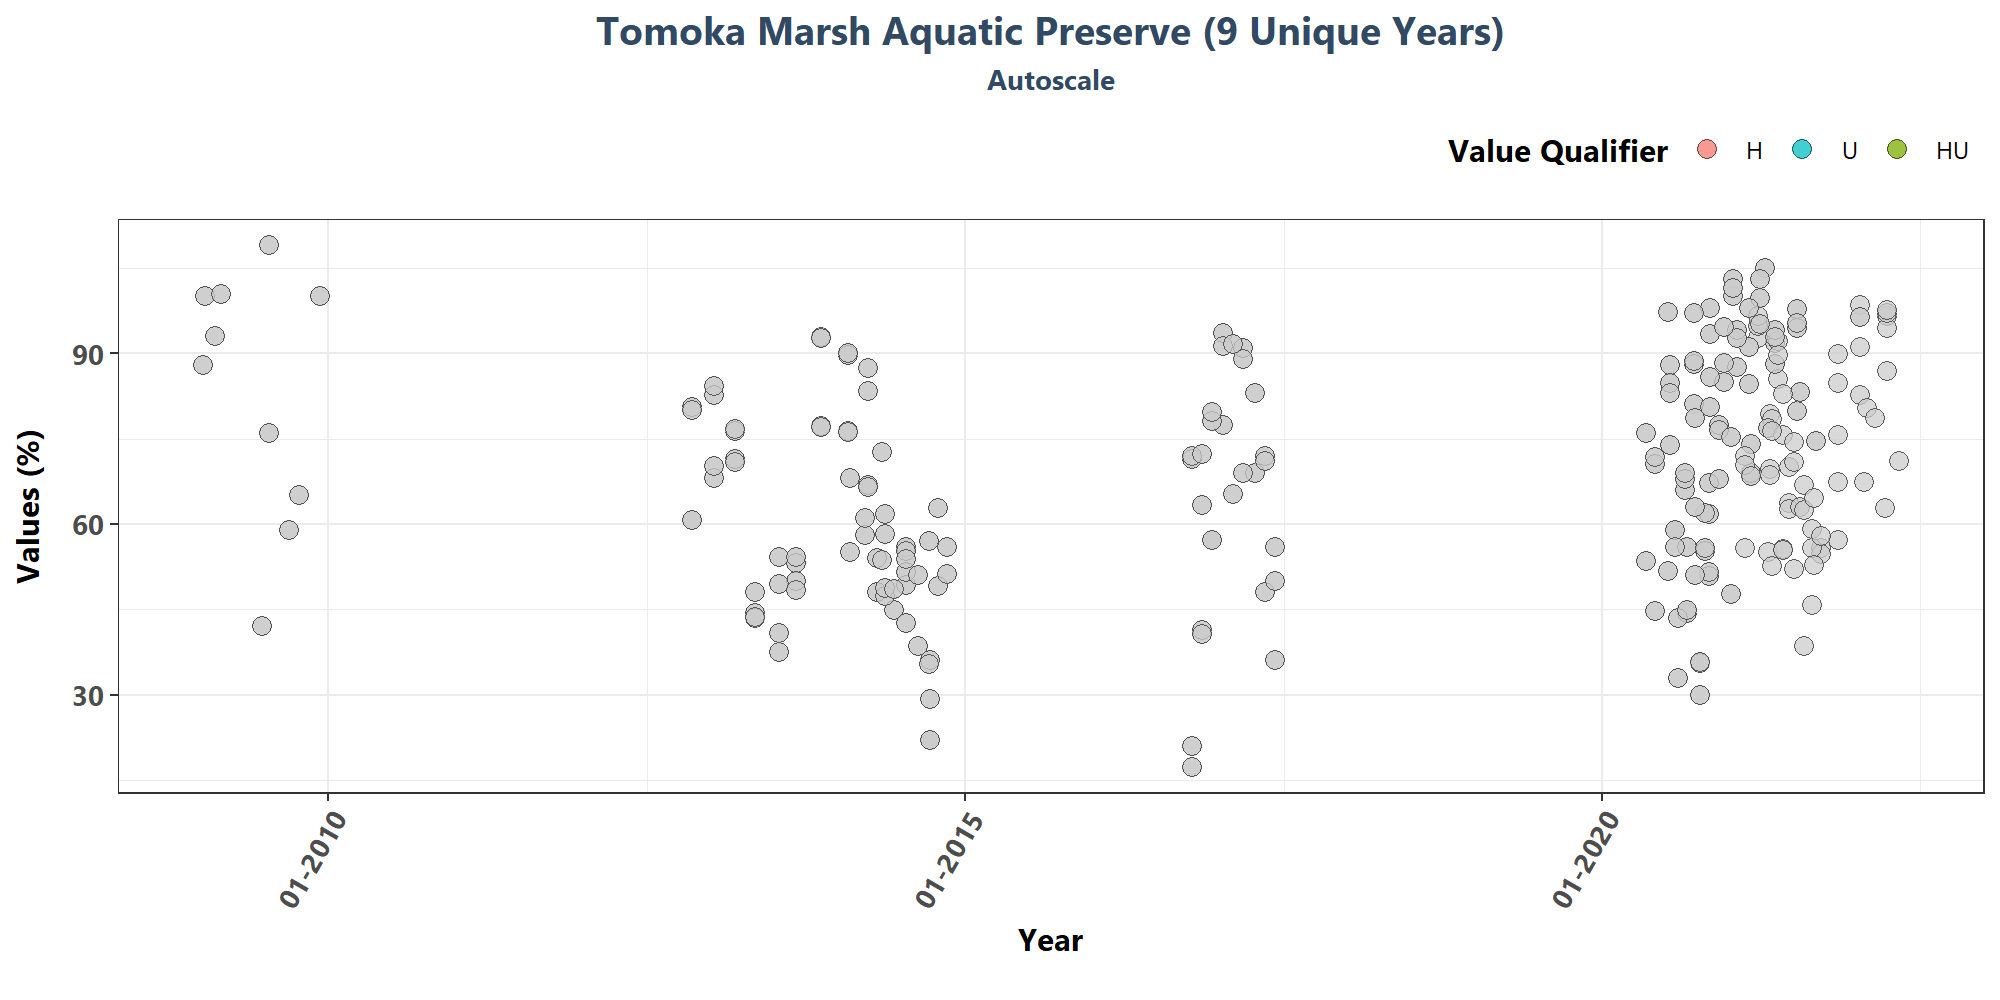 Tomoka Marsh Aquatic Preserve (9 Unique Years)
Autoscale
Value Qualifier H U HU
Values (%)
90
60
30
01-2010 01-2015 01-2020
Year